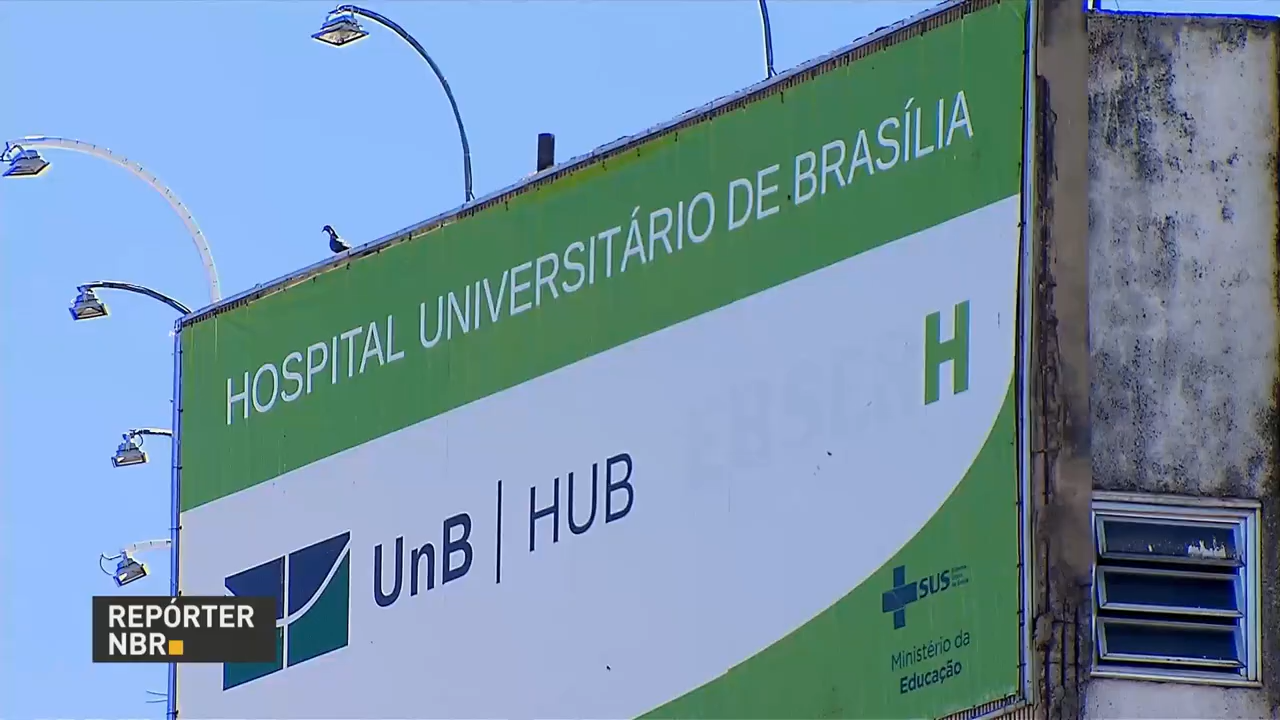 HOSPITAL UNIVERSITÁRIO DE BRASÍLIA
H
UnB | HUB
SUS
Ministério da
Educação
REPÓRTER
NBR